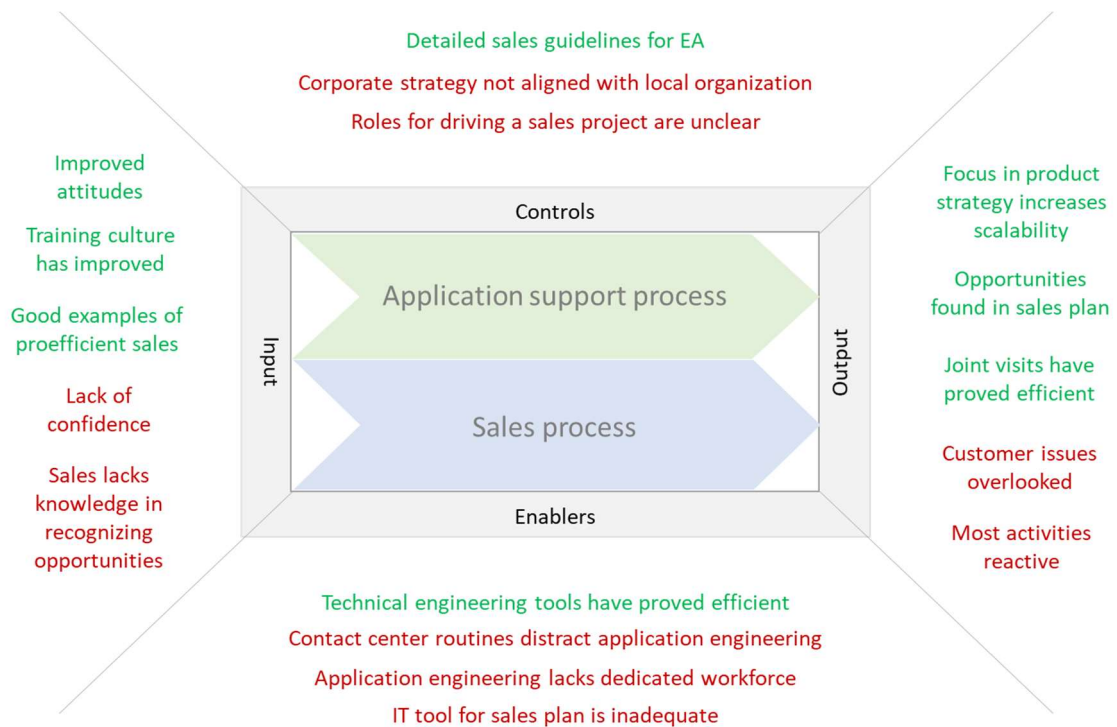 Detailed sales guidelines for EA
Corporate strategy not aligned with local organization
Roles for driving a sales project are unclear
Improved
attitudes
Training culture
has improved
Good examples of
proefficient sales
Lack of
confidence
Sales lacks
knowledge in
recognizing
opportunities
Controls
Input
Application support process
Sales process
Output
Enablers
Focus in product
strategy increases
scalability
Opportunities
found in sales plan
Joint visits have
proved efficient
Customer issues
overlooked
Most activities
reactive
Technical engineering tools have proved efficient
Contact center routines distract application engineering
Application engineering lacks dedicated workforce
IT tool for sales plan is inadequate